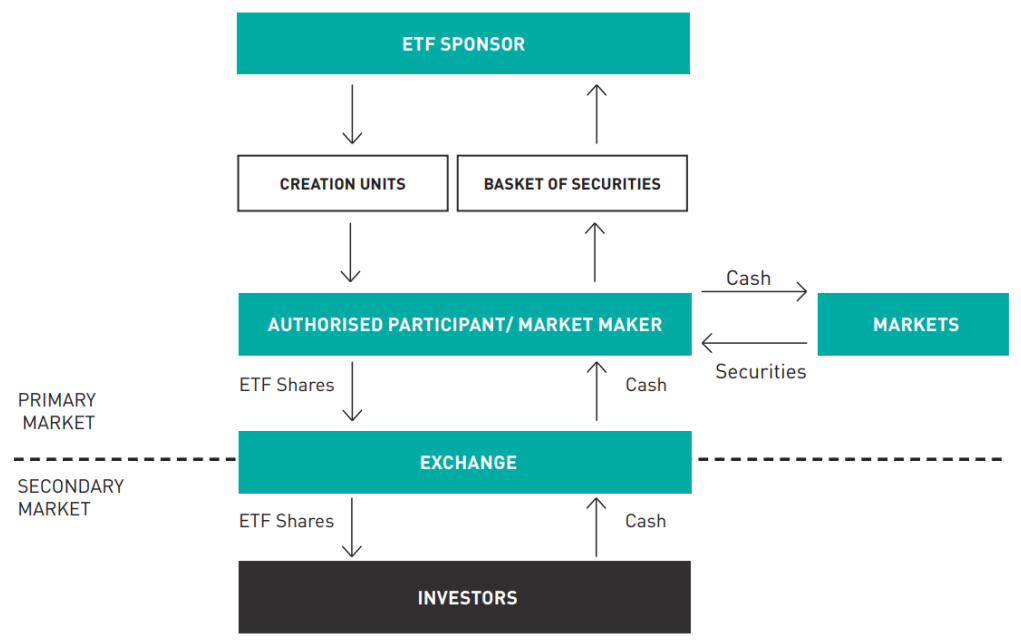 ETF SPONSOR
CREATION UNITS
BASKET OF SECURITIES
Cash
AUTHORISED PARTICIPANT/ MARKET MAKER
MARKETS
Securities
ETF Shares
Cash
PRIMARY
MARKET
EXCHANGE
SECONDARY
MARKET
ETF Shares
Cash
INVESTORS